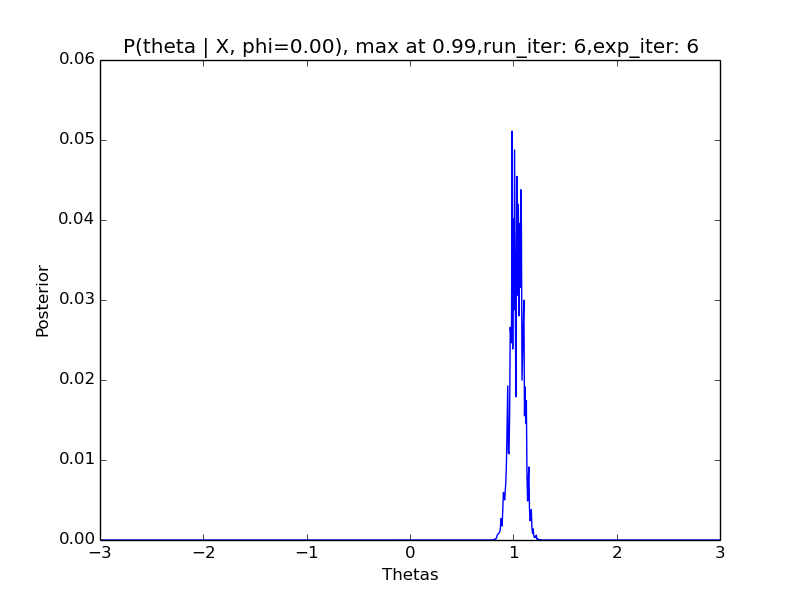 P(theta | X, phi=0.00), max at 0.99,run_iter: 6,exp_iter: 6
0.06
0.05
0.04
0.03
0.02
0.01
0.00
Posterior
−3 −2 −1 0 1 2 3
Thetas